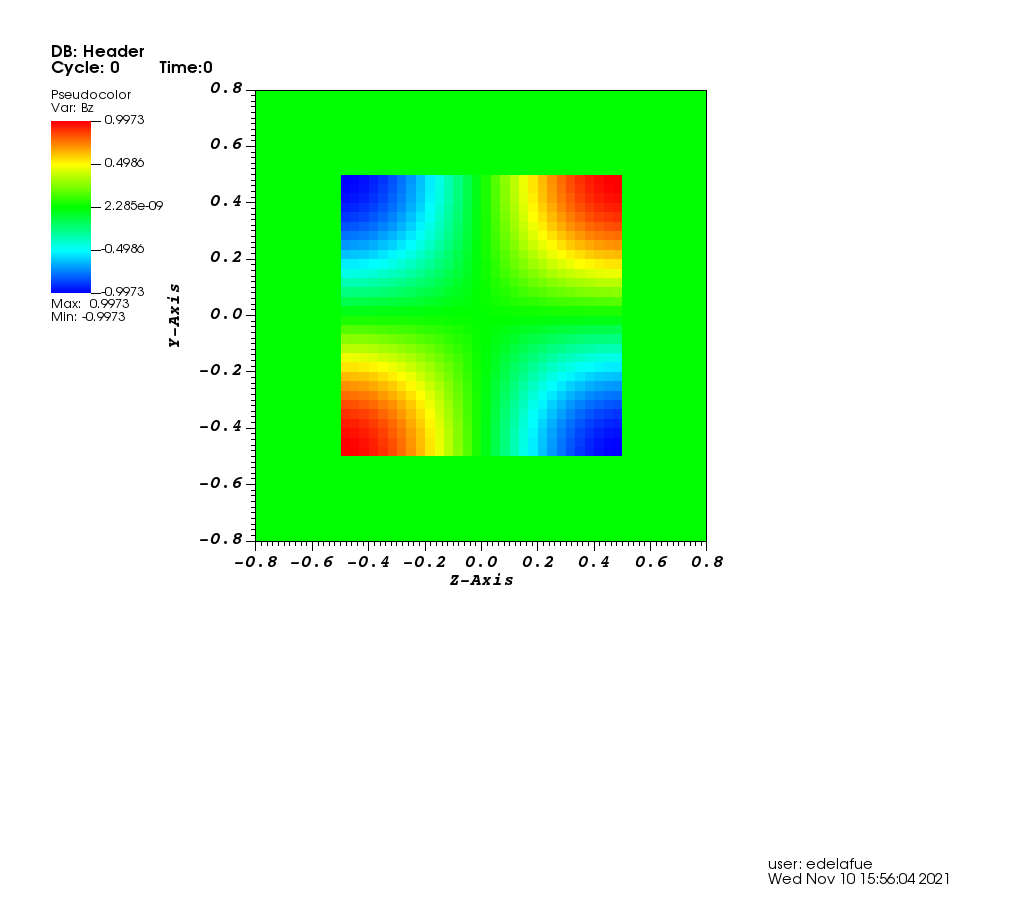 DB: Header
Cycle: 0 Time:0
Pseudocolor
Var: Bz
0.9973
0.4986
2.285e-09
-0.4986
-0.9973
Max: 0.9973
Min: -0.9973
0.8
0.6
0.4
0.2
0.0
-0.2
-0.4
-0.6
-0.8
Y-Axis
-0.8 -0.6 -0.4 -0.2 0.0 0.2 0.4 0.6 0.8
Z-Axis
user: edelafue
Wed Nov 10 15:56:04 2021